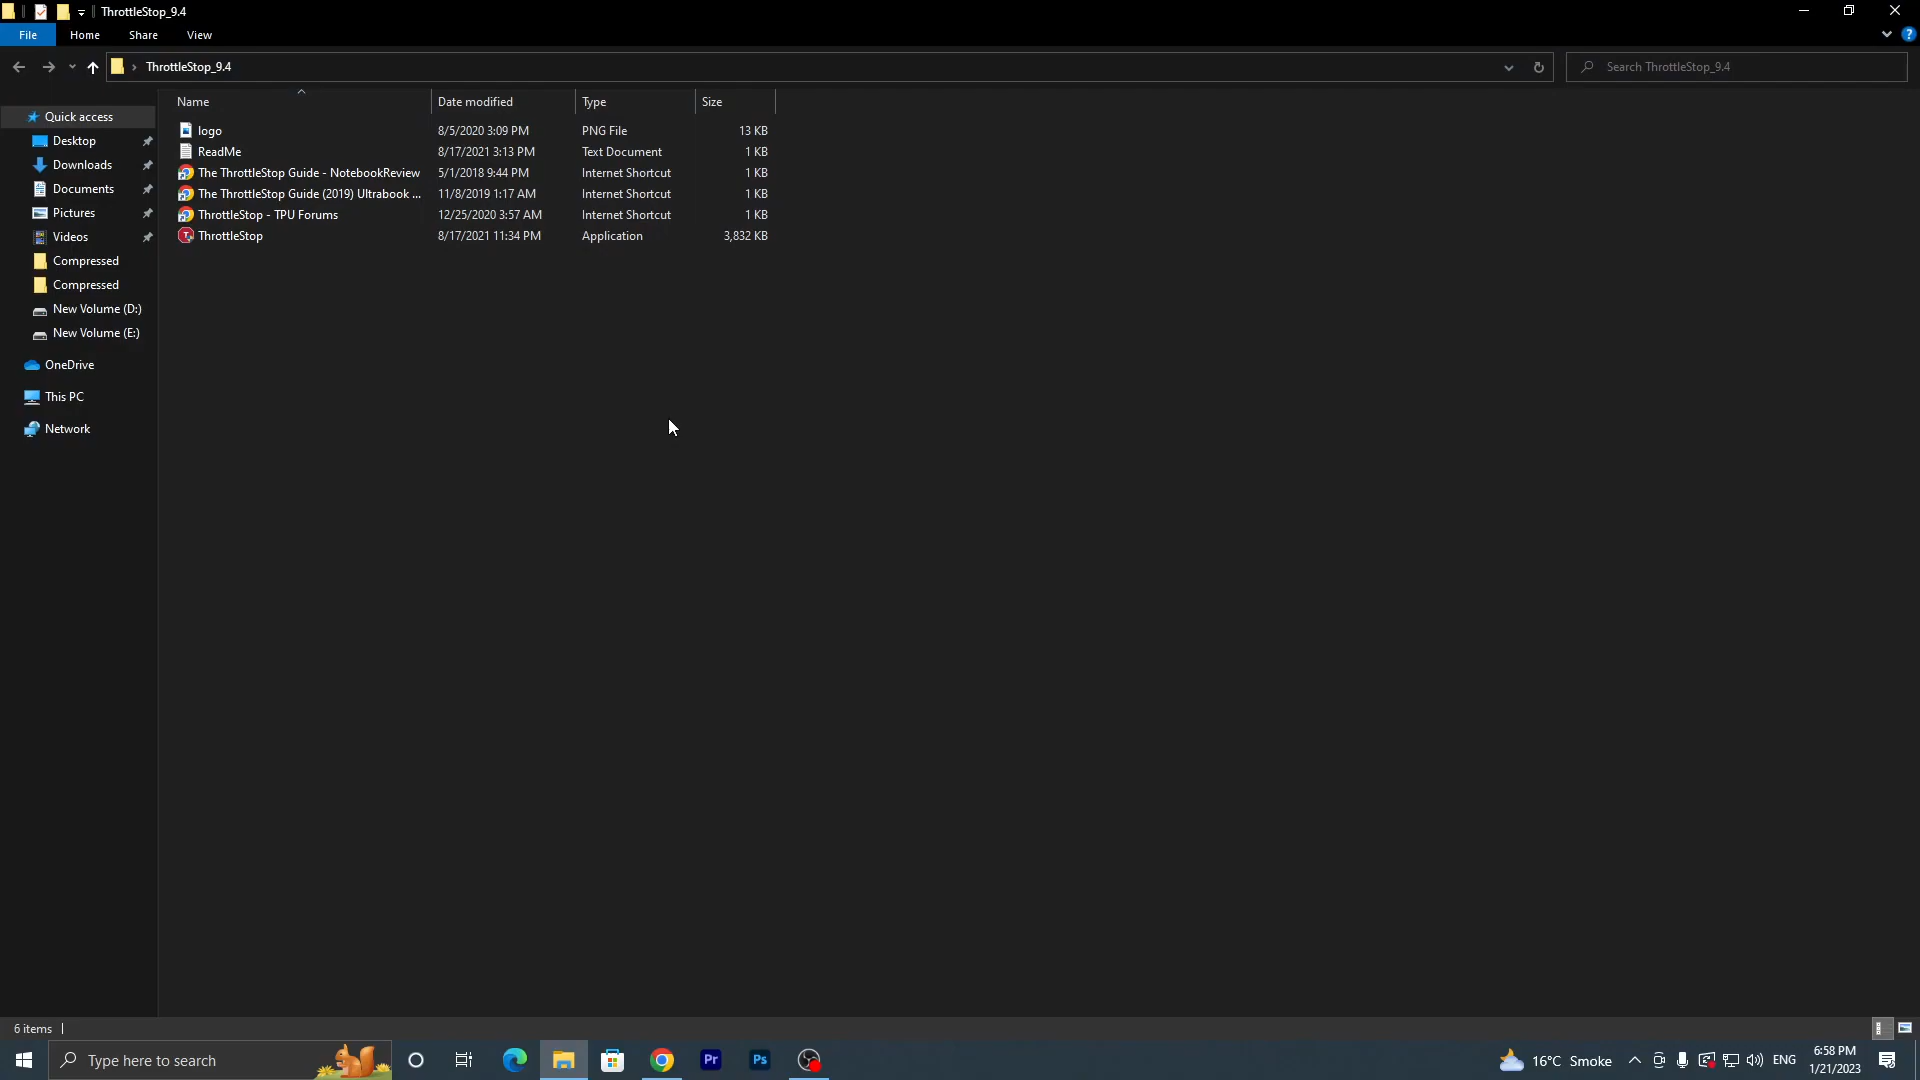 ThrottleStop_9.4
File Home Share View
ThrottleStop_9.4 Search ThrottleStop_9.4
Name Date modified Type Size
logo 8/5/2020 3:09 PM PNG File 13 KB
ReadMe 8/17/2021 3:13 PM Text Document 1 KB
The ThrottleStop Guide - NotebookReview 5/1/2018 9:44 PM Internet Shortcut 1 KB
The ThrottleStop Guide (2019) Ultrabook ... 11/8/2019 1:17 AM Internet Shortcut 1 KB
ThrottleStop - TPU Forums 12/25/2020 3:57 AM Internet Shortcut 1 KB
ThrottleStop 8/17/2021 11:34 PM Application 3,832 KB
Quick access
Desktop
Downloads
Documents
Pictures
Videos
Compressed
Compressed
New Volume (D:)
New Volume (E:)
OneDrive
This PC
Network
6 items
Type here to search
Pr
Ps
16°C Smoke
ENG
6:58 PM
1/21/2023